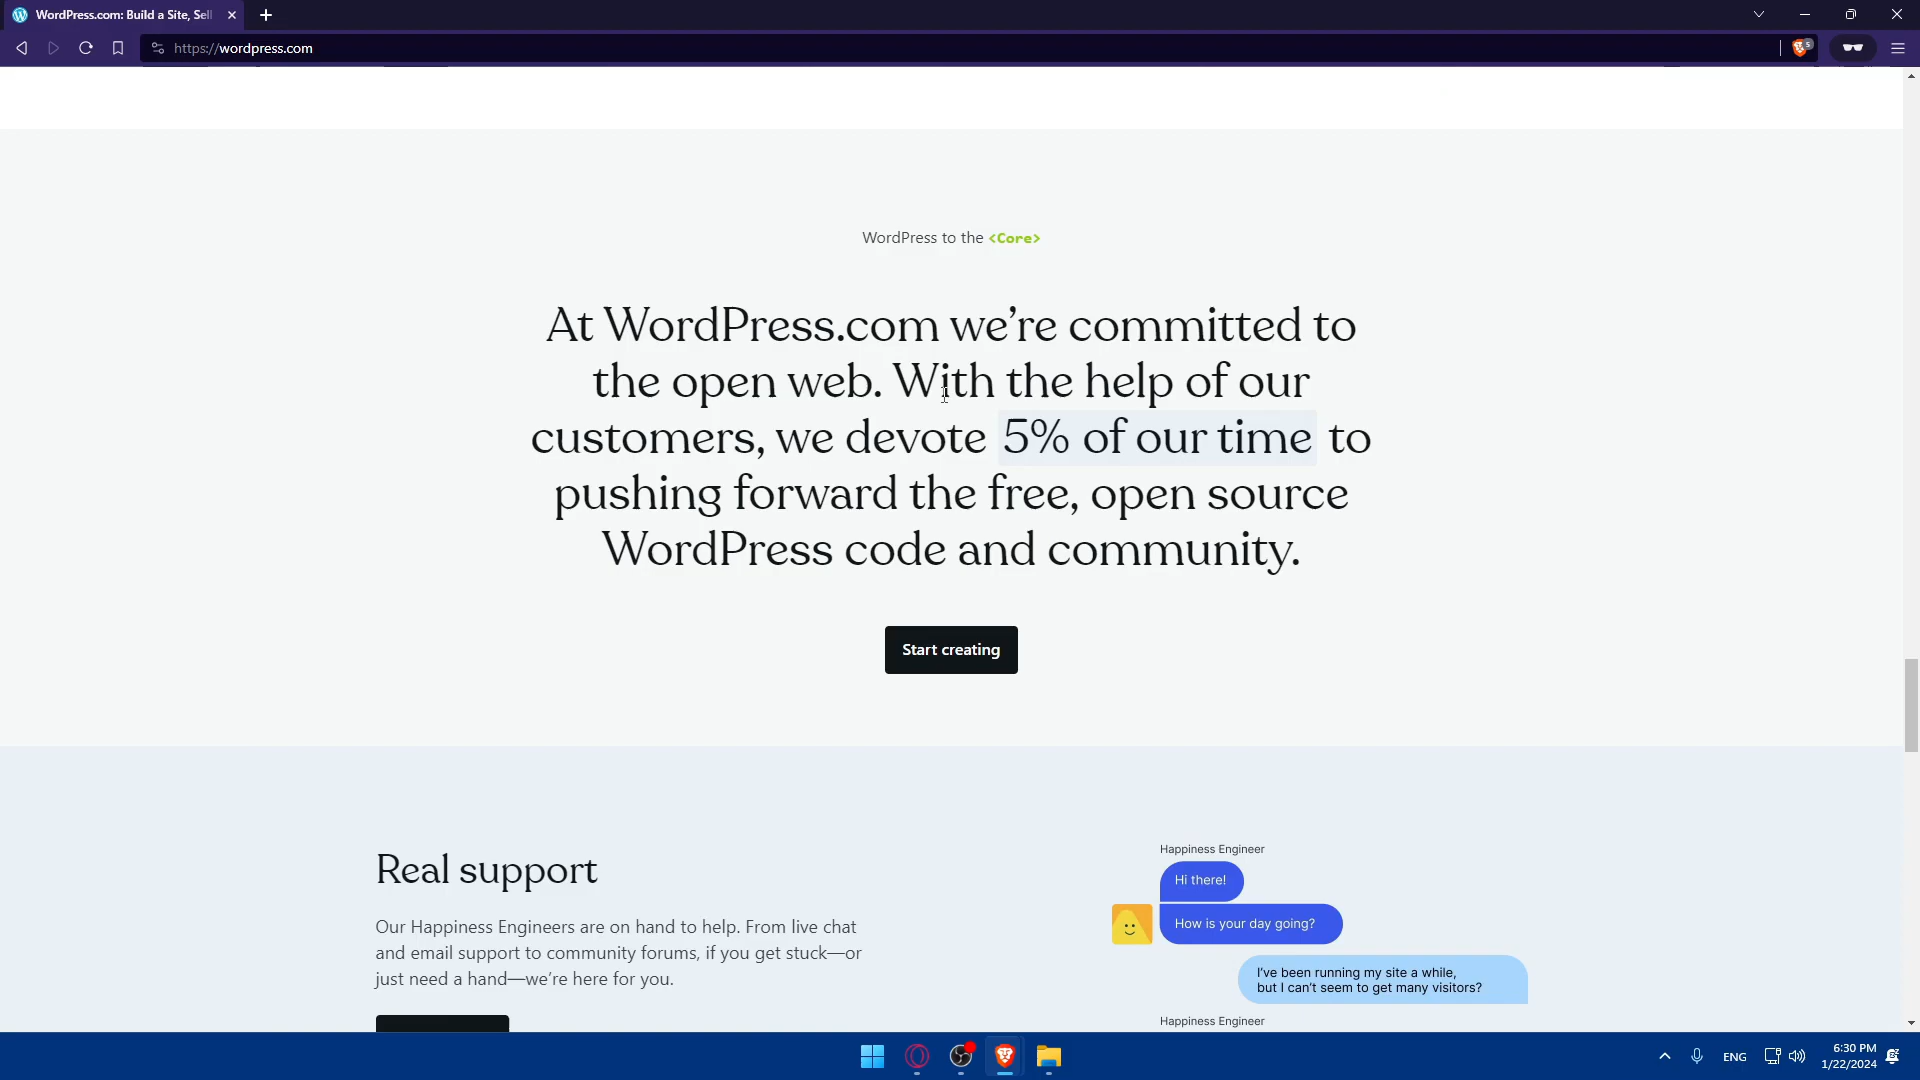 WordPress.com: Build a Site, Sell
https://wordpress.com
5
WordPress to the <Core>
At WordPress.com we're committed to
the open web. With the help of our
customers, we devote 5% of our time to
pushing forward the free, open source
WordPress code and community.
Start creating
Real support
Our Happiness Engineers are on hand to help. From live chat
and email support to community forums, if you get stuck—or
just need a hand—we're here for you.
Happiness Engineer
Hi there!
How is your day going?
I've been running my site a while,
but I can't seem to get many visitors?
Happiness Engineer
ENG
6:30 PM
1/22/2024